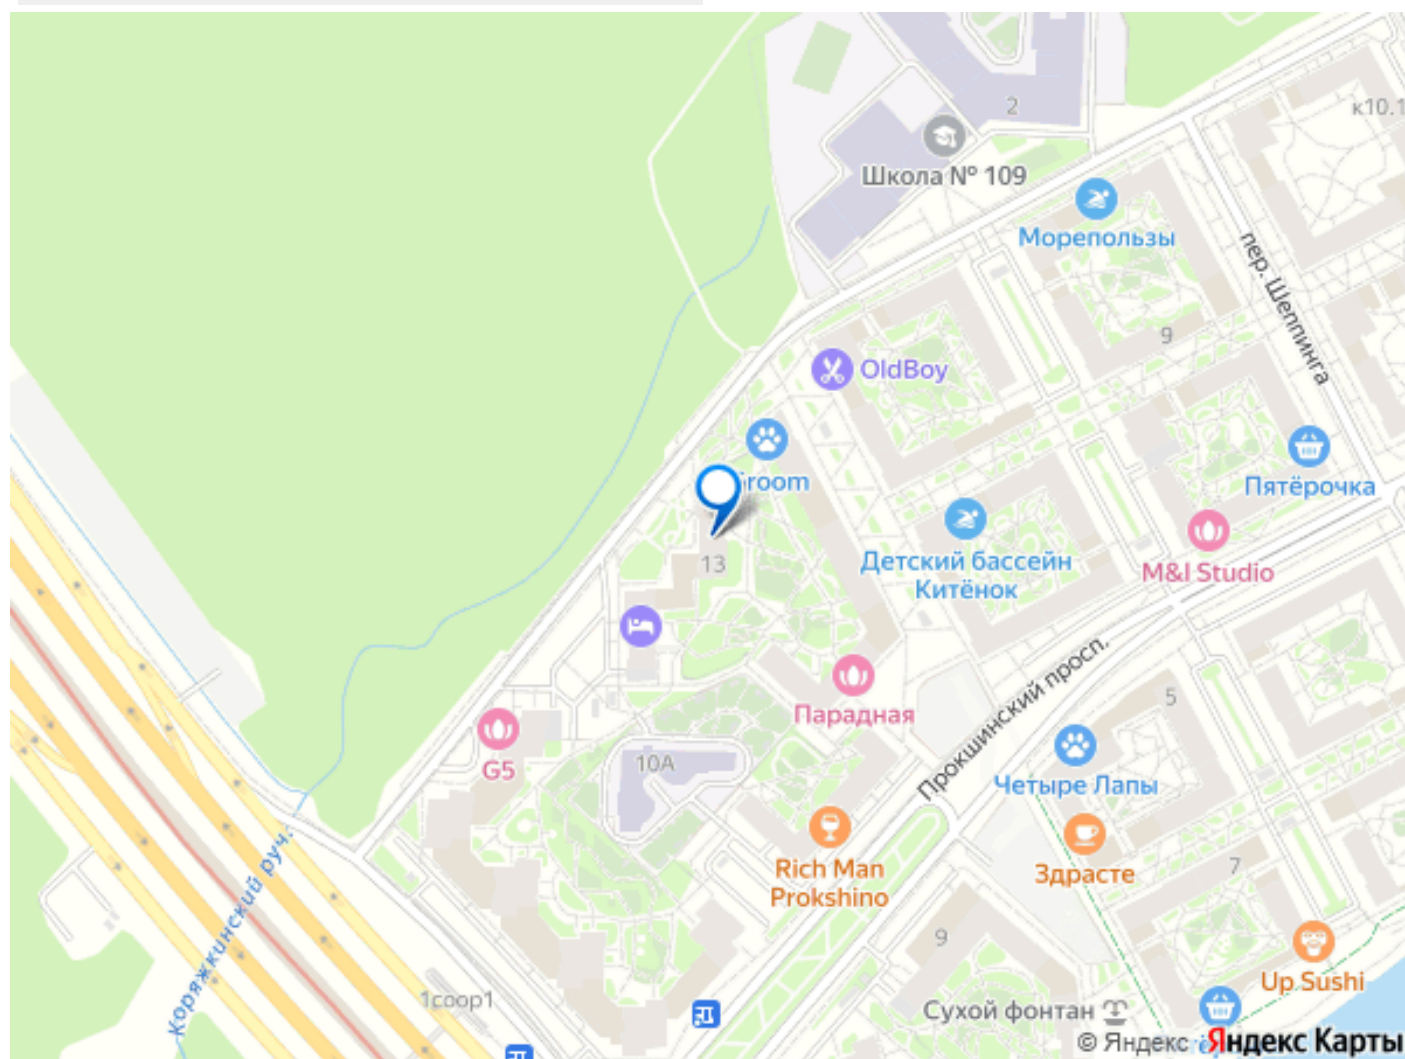 2
к10.1
Школа № 109
Морепользы
пер. Шеппинга
9
OldBoy
Groom
Пятёрочка
13
Детский бассейн
Китёнок
M&I Studio
Прокшинский просп.
Парадная
5
G5
10А
Четыре Лапы
Rich Man
Prokshino
Здрасте
7
Коряжкинский руч.
9
Up Sushi
1соор1
Сухой фонтан
© Яндекс Яндекс Карты